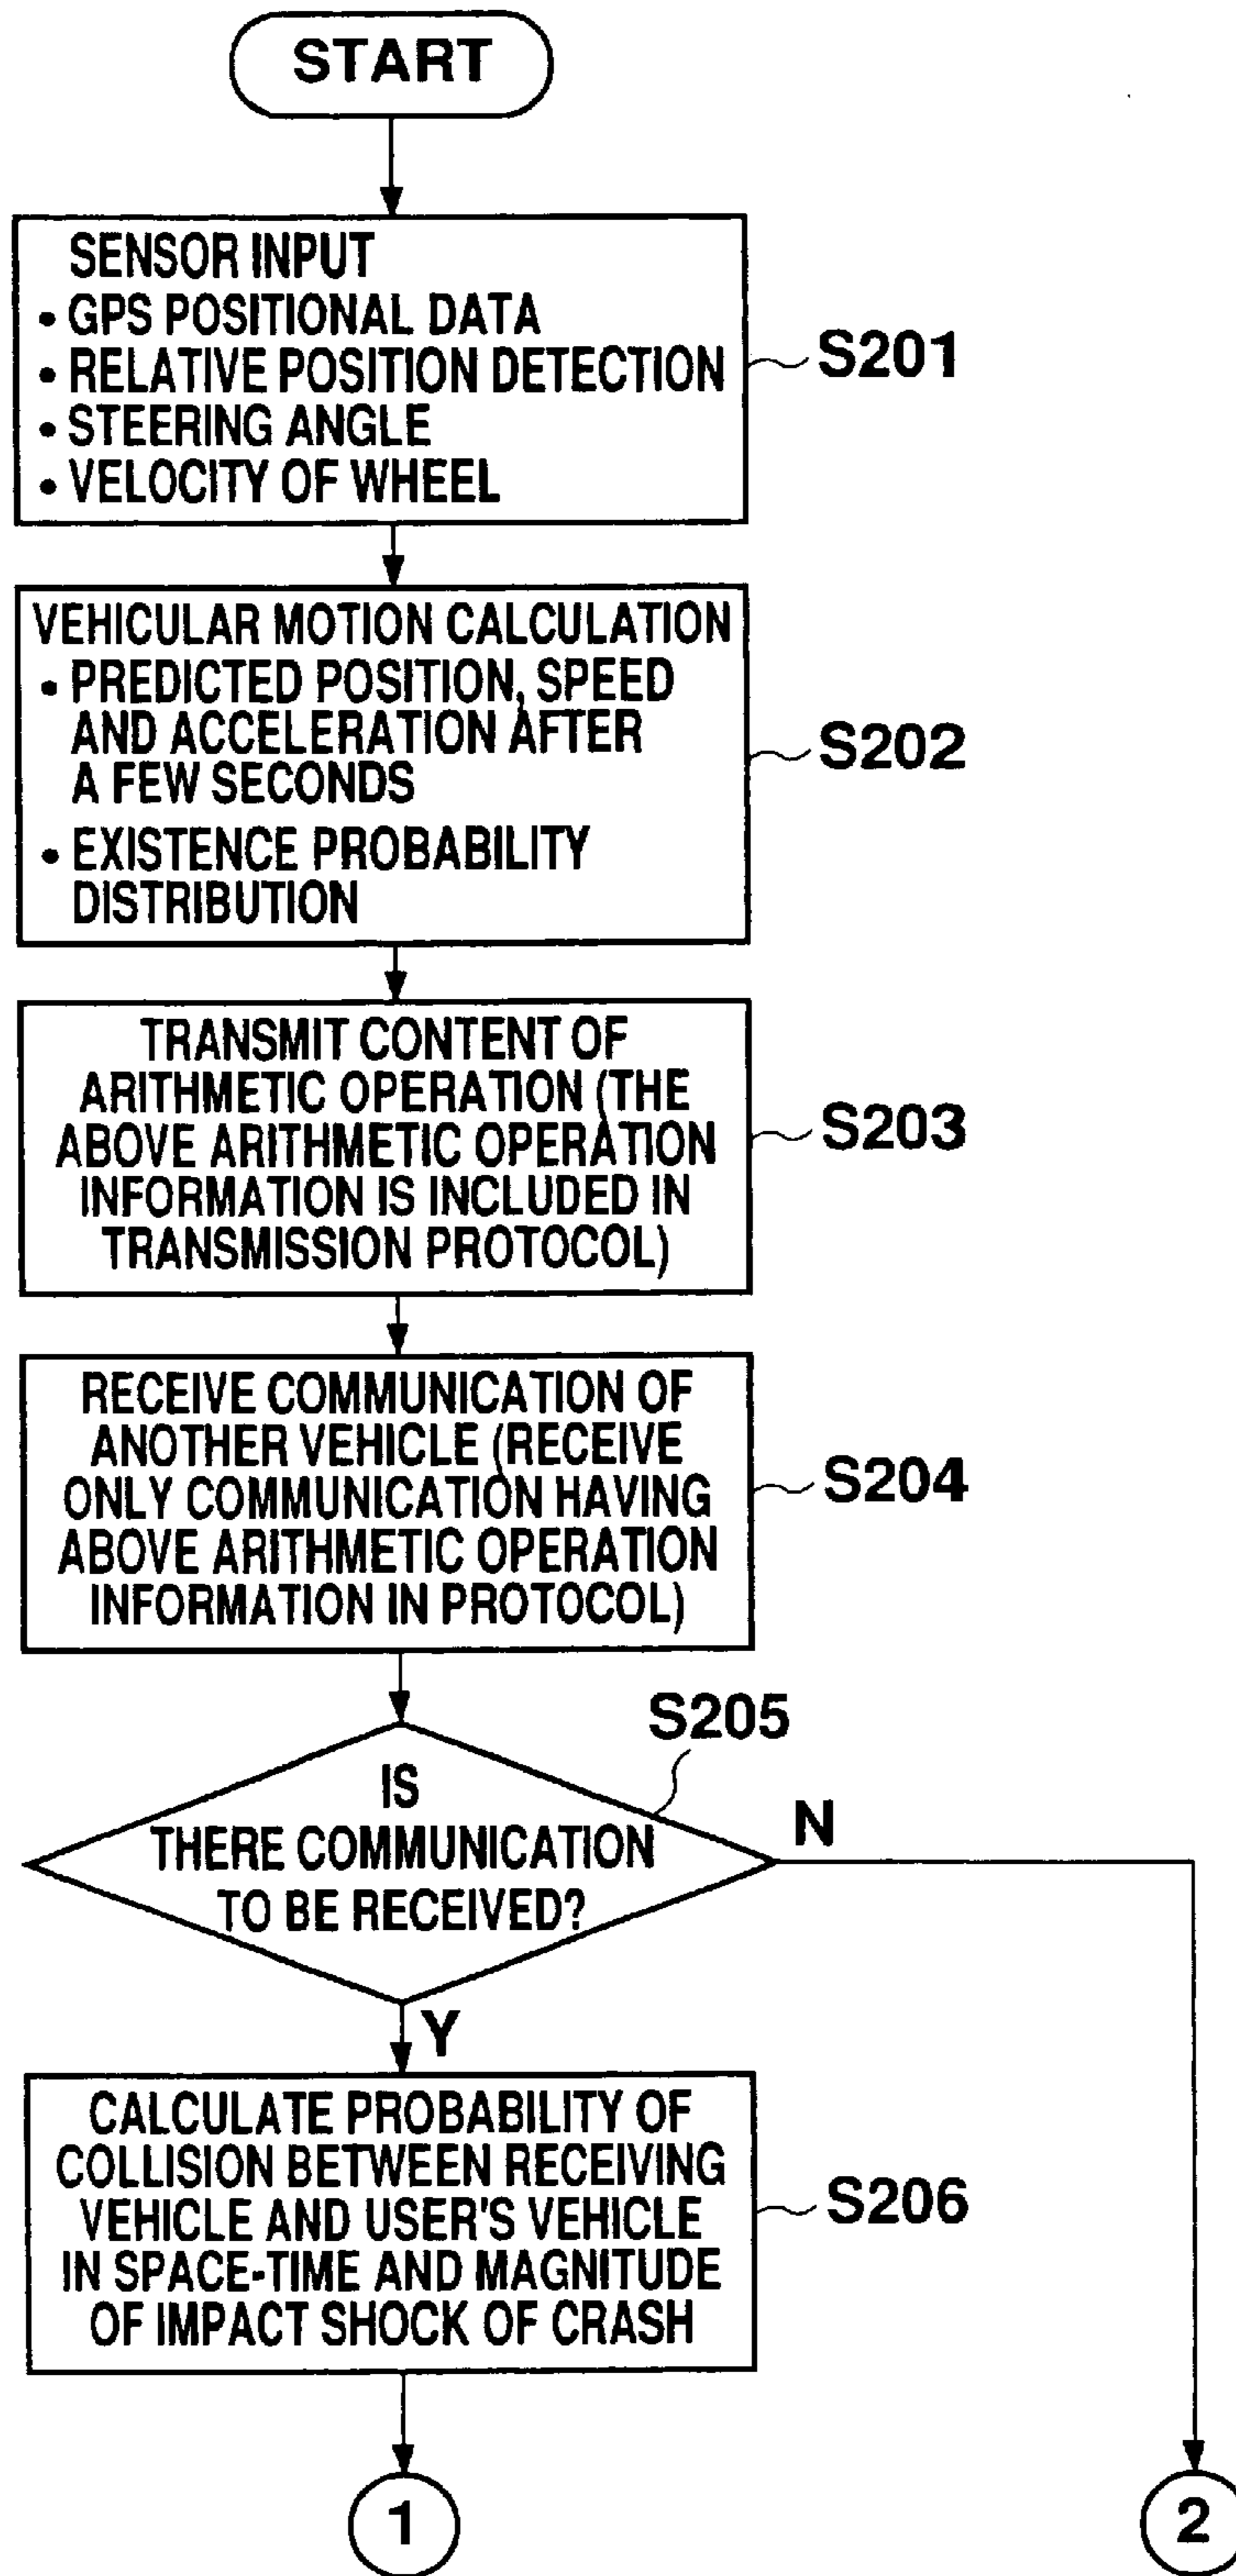 START
SENSOR INPUT
• GPS POSITIONAL DATA
• RELATIVE POSITION DETECTION
• STEERING ANGLE
• VELOCITY OF WHEEL
S201
VEHICULAR MOTION CALCULATION
• PREDICTED POSITION, SPEED
AND ACCELERATION AFTER
A FEW SECONDS
• EXISTENCE PROBABILITY
DISTRIBUTION
S202
TRANSMIT CONTENT OF
ARITHMETIC OPERATION (THE
ABOVE ARITHMETIC OPERATION
INFORMATION IS INCLUDED IN
TRANSMISSION PROTOCOL)
S203
RECEIVE COMMUNICATION OF
ANOTHER VEHICLE (RECEIVE
ONLY COMMUNICATION HAVING
ABOVE ARITHMETIC OPERATION
INFORMATION IN PROTOCOL)
S204
S205
IS
THERE COMMUNICATION
TO BE RECEIVED?
N
Y
CALCULATE PROBABILITY OF
COLLISION BETWEEN RECEIVING
VEHICLE AND USER'S VEHICLE
IN SPACE-TIME AND MAGNITUDE
OF IMPACT SHOCK OF CRASH
S206
1
2